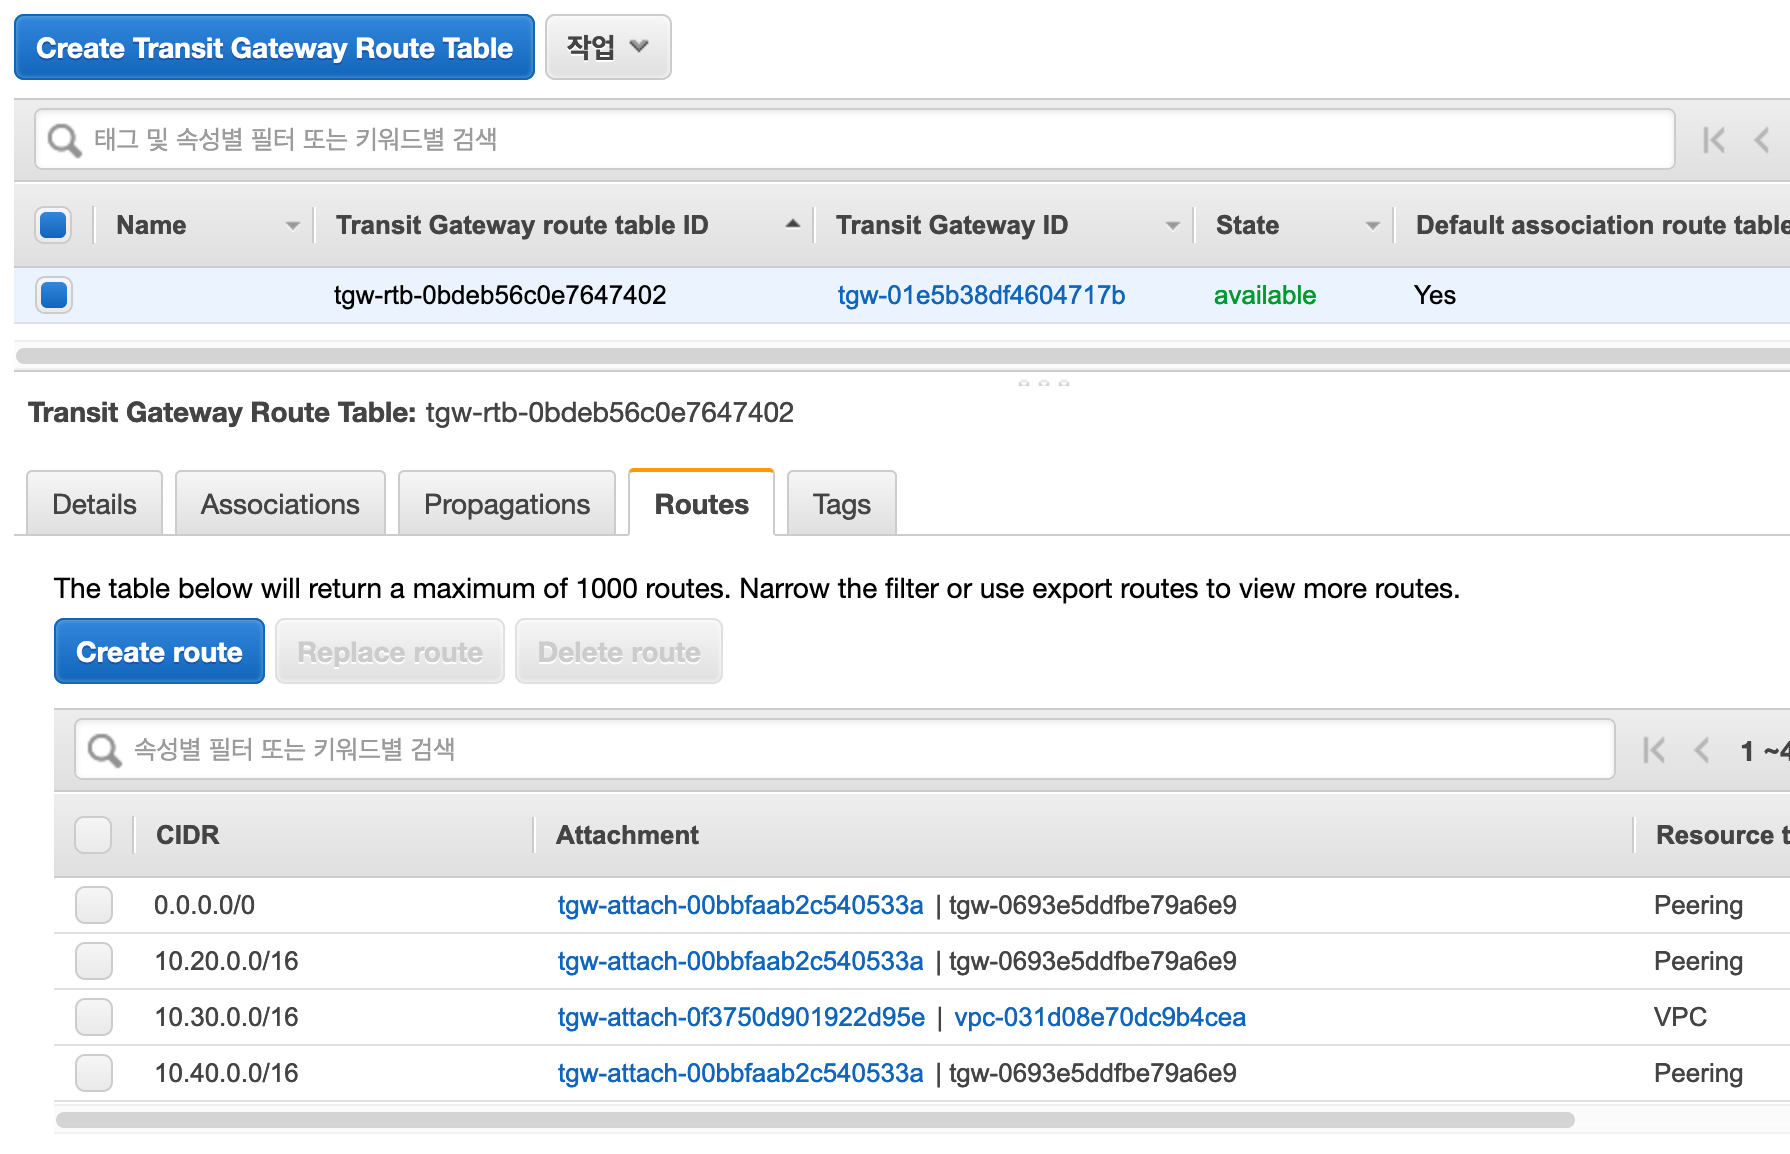 Create Transit Gateway Route Table 작업
태그 및 속성별 필터 또는 키워드별 검색
Name Transit Gateway route table ID Transit Gateway ID State Default association route table
tgw-rtb-0bdeb56c0e7647402 tgw-01e5b38df4604717b available Yes
Transit Gateway Route Table: tgw-rtb-0bdeb56c0e7647402
Details Associations Propagations Routes Tags
The table below will return a maximum of 1000 routes. Narrow the filter or use export routes to view more routes.
Create route Replace route Delete route
속성별 필터 또는 키워드별 검색 1 ~4
CIDR Attachment Resource t
0.0.0.0/0 tgw-attach-00bbfaab2c540533a | tgw-0693e5ddfbe79a6e9 Peering
10.20.0.0/16 tgw-attach-00bbfaab2c540533a | tgw-0693e5ddfbe79a6e9 Peering
10.30.0.0/16 tgw-attach-0f3750d901922d95e | vpc-031d08e70dc9b4cea VPC
10.40.0.0/16 tgw-attach-00bbfaab2c540533a | tgw-0693e5ddfbe79a6e9 Peering